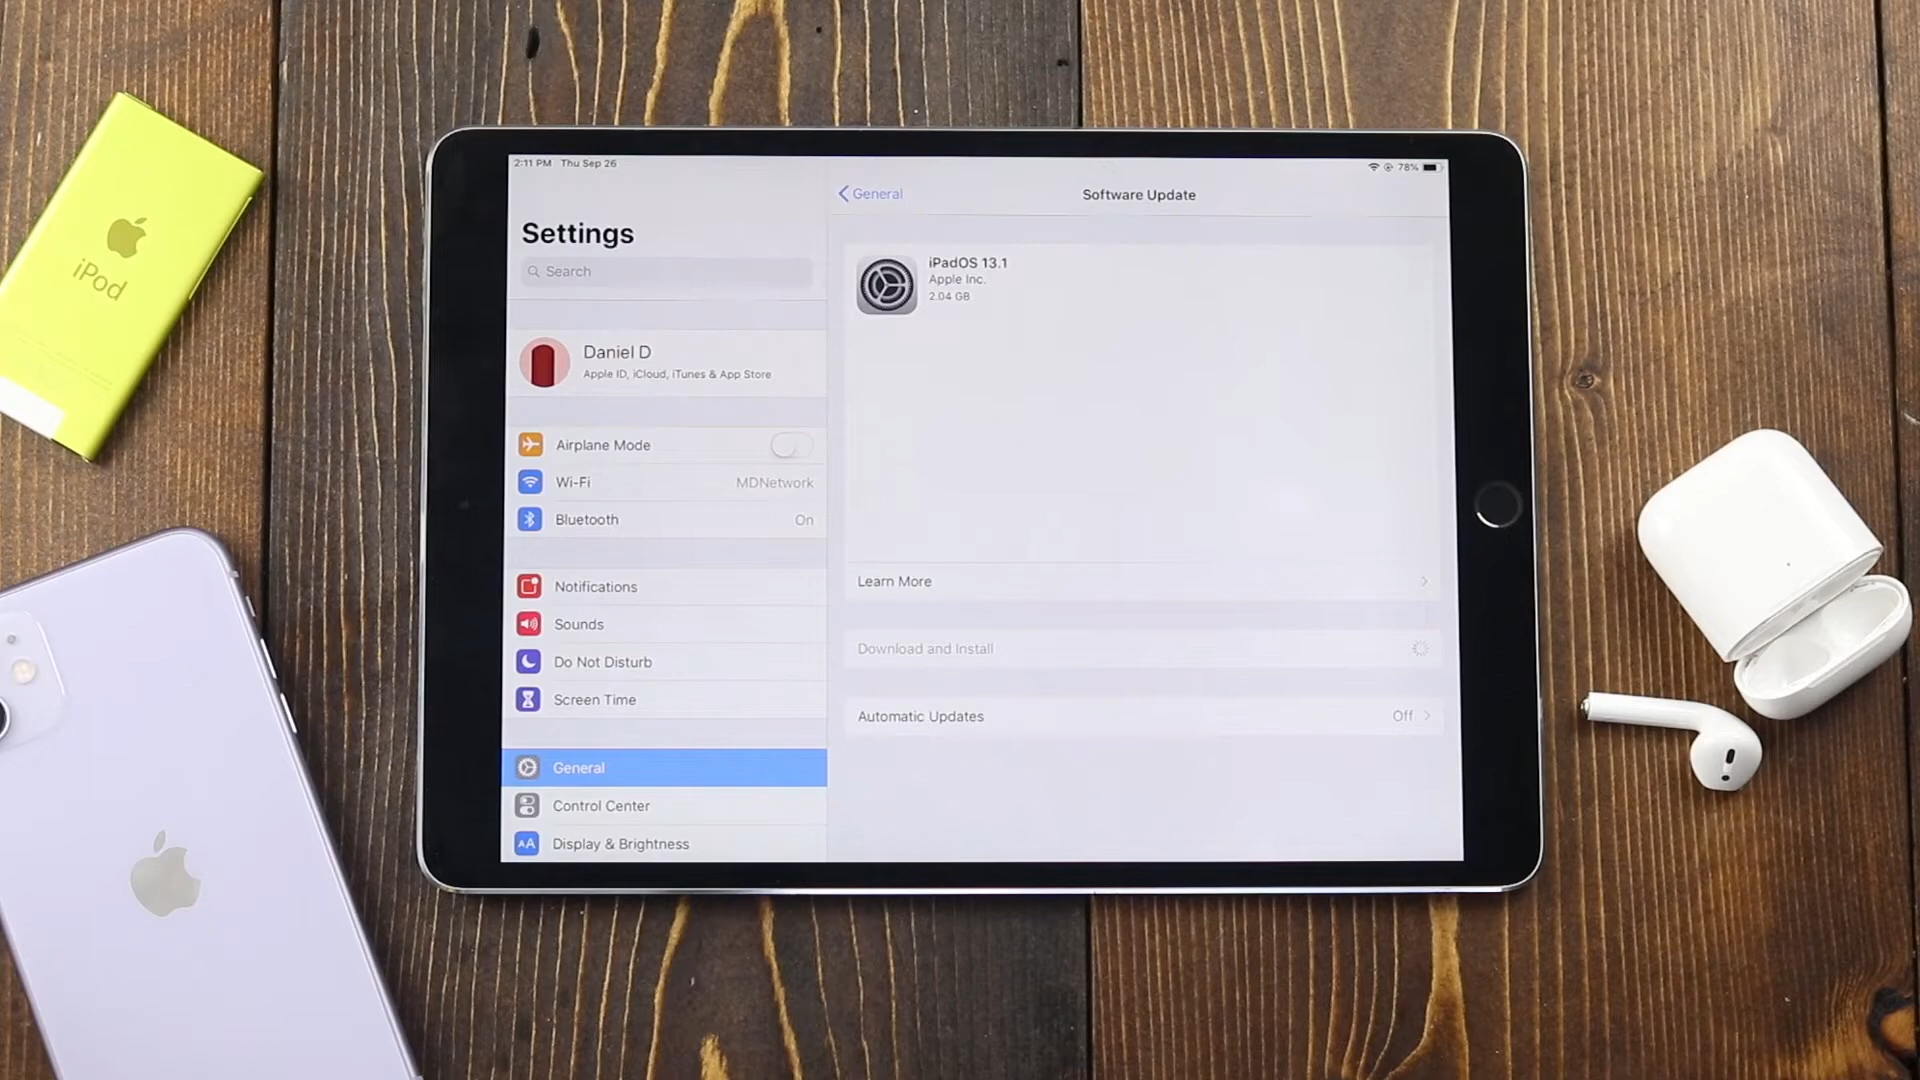 iPod
2:11 PM Thu Sep 26
78%
Settings
Search
Daniel D
Apple ID, iCloud, iTunes & App Store
Airplane Mode
Wi-Fi MDNetwork
Bluetooth On
Notifications
Sounds
Do Not Disturb
Screen Time
General
Control Center
AA Display & Brightness
General
Software Update
iPadOS 13.1
Apple Inc.
2.04 GB
Learn More
Download and Install
Automatic Updates Off